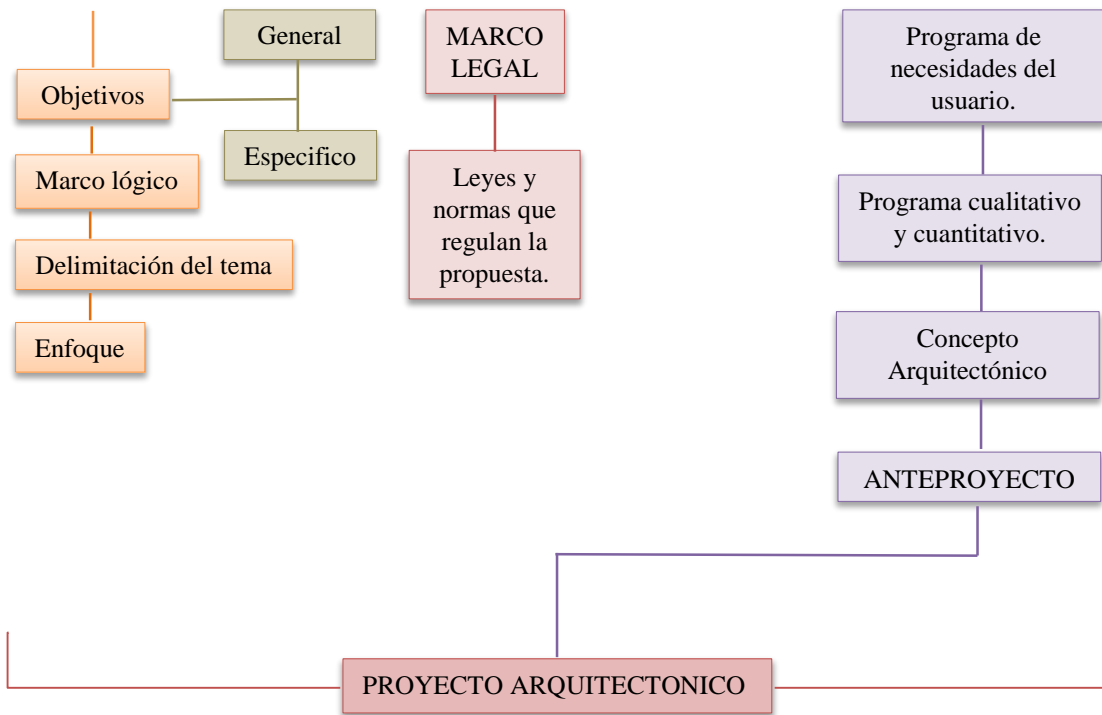 Objetivos
Marco lógico
Delimitación del tema
Enfoque
General
Especifico
MARCO
LEGAL
Leyes y
normas que
regulan la
propuesta.
Programa de
necesidades del
usuario.
Programa cualitativo
y cuantitativo.
Concepto
Arquitectónico
ANTEPROYECTO
PROYECTO ARQUITECTONICO